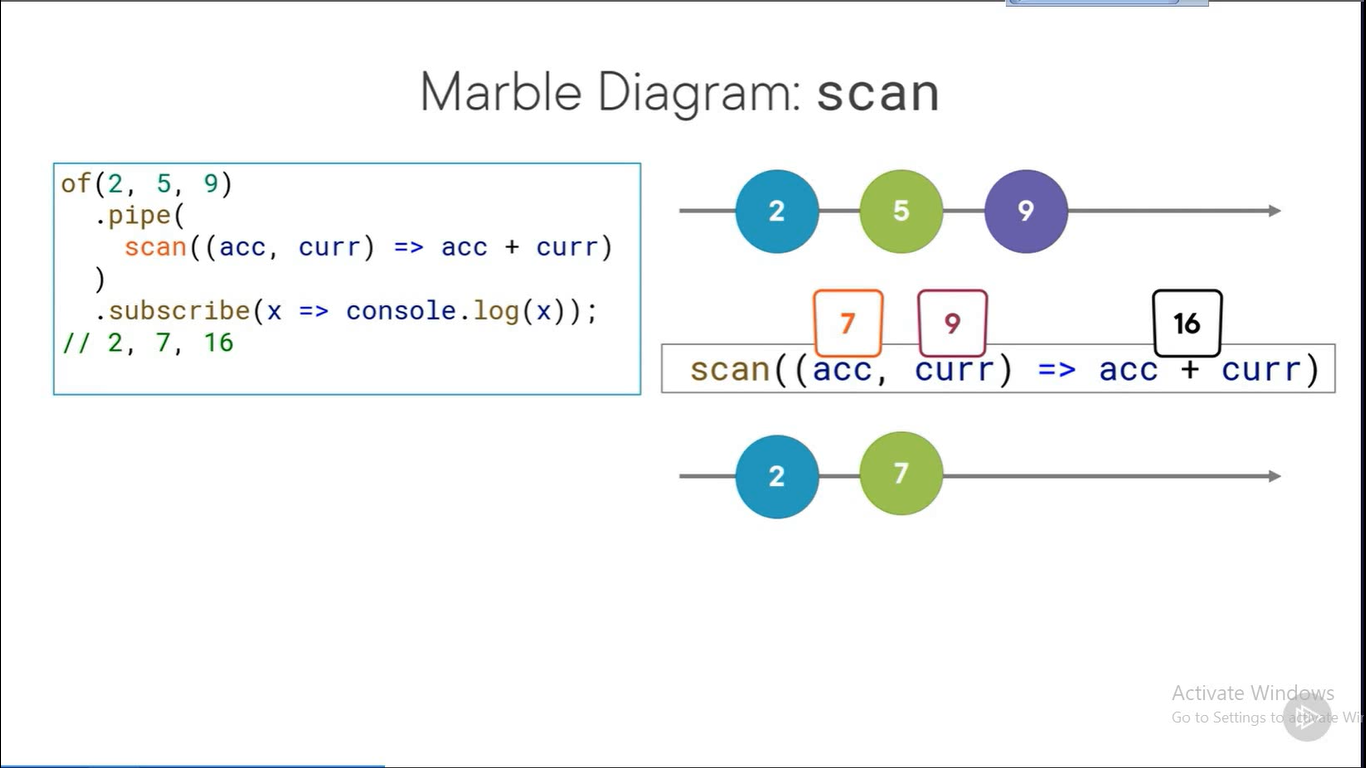 Marble Diagram: scan
of(2, 5, 9)
.pipe(
scan((acc, curr) => acc + curr)
)
.subscribe(x => console.log(x));
// 2, 7, 16
2 5 9
7 9 16
scan((acc, curr) => acc + curr)
2 7
Activate Windows
Go to Settings to activate Wi